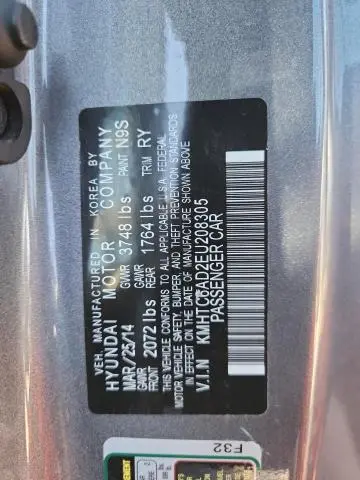 VEH. MANUFACTURED IN KOREA BY
HYUNDAI MOTOR COMPANY
MAR/26/14 GVWR 3748 lbs PAINT N9S
GAWR FRONT 2072 lbs GAWR REAR 1764 lbs TRIM RY
THIS VEHICLE CONFORMS TO ALL APPLICABLE U.S.A. FEDERAL
MOTOR VEHICLE SAFETY, BUMPER, AND THEFT PREVENTION STANDARDS
IN EFFECT ON THE DATE OF MANUFACTURE SHOWN ABOVE
V.I.N KMHTC6AD2EU208305
PASSENGER CAR
F32